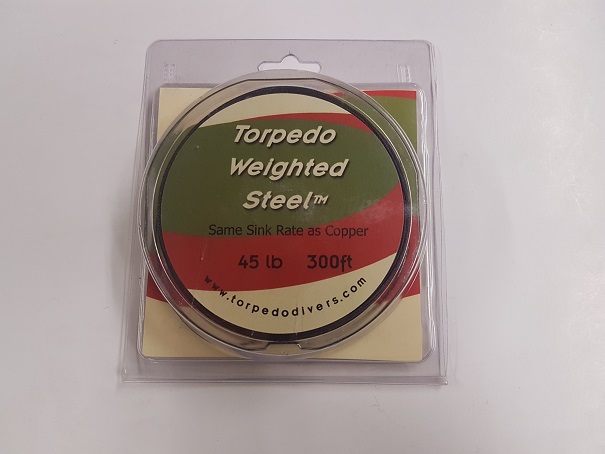 Torpedo
Weighted
Steel™
Same Sink Rate as Copper
45 lb 300ft
www.torpedodivers.com